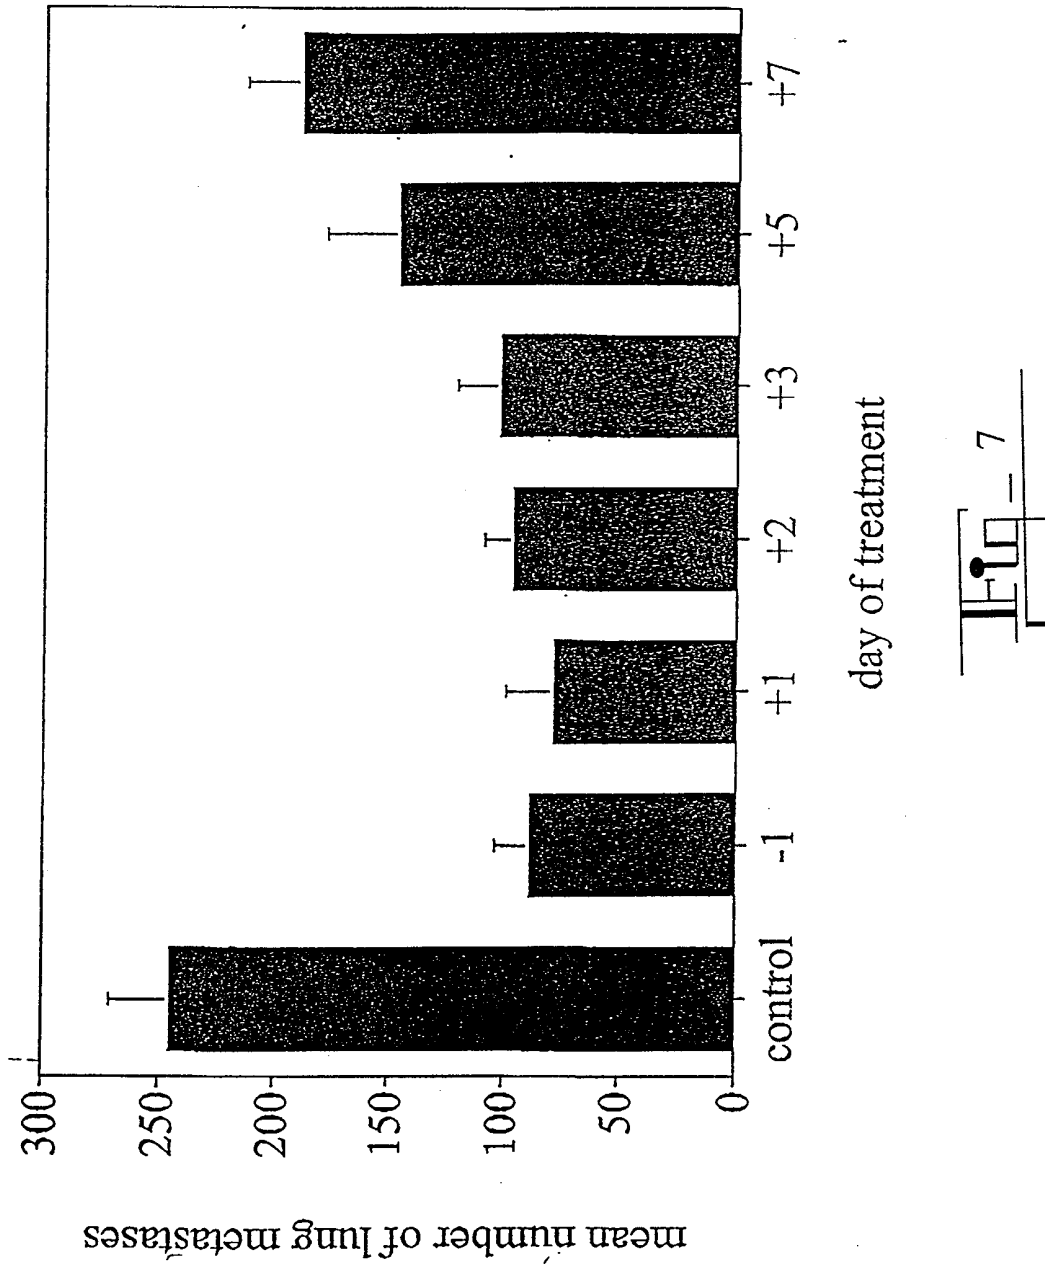 mean number of lung metastases
300
250
200
150
100
50
0
control -1 +1 +2 +3 +5 +7
day of treatment
Fig. 7